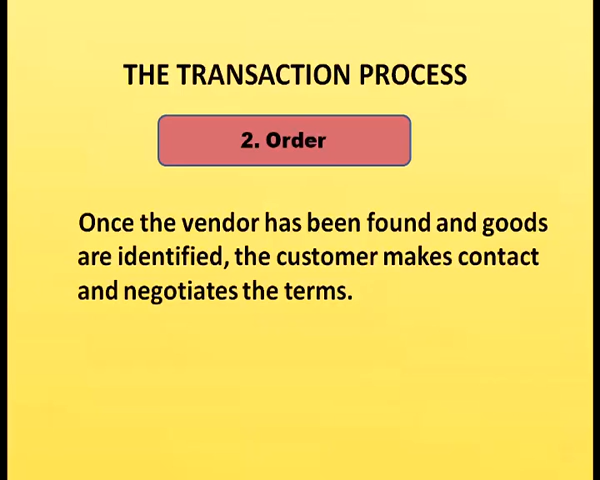 THE TRANSACTION PROCESS
2. Order
Once the vendor has been found and goods
are identified, the customer makes contact
and negotiates the terms.